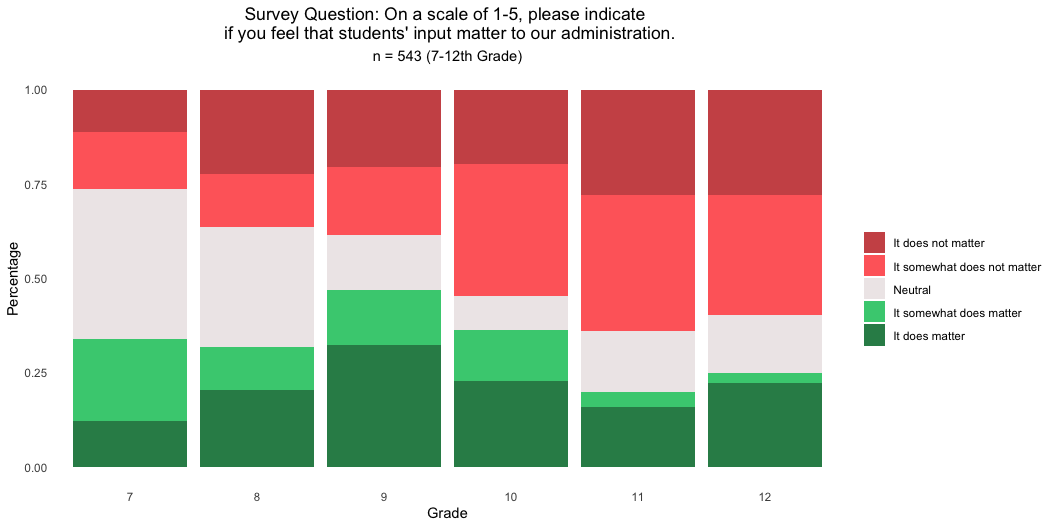 Survey Question: On a scale of 1-5, please indicate
if you feel that students' input matter to our administration.
n = 543 (7-12th Grade)
1.00
0.75
0.50
0.25
0.00
Percentage
7
8
9
10
11
12
Grade
It does not matter
It somewhat does not matter
Neutral
It somewhat does matter
It does matter